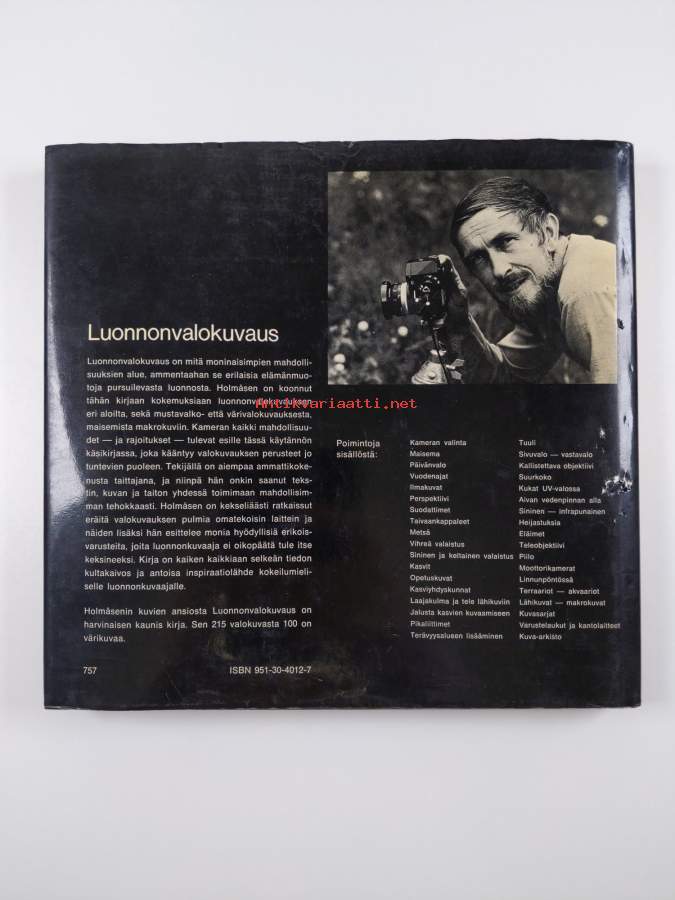 Luonnonvalokuvaus
Luonnonvalokuvaus on mitä moninaisimpien mahdolli-
suuksien alue, ammentaahan se erilaisia elämänmuo-
toja pursuilevasta luonnosta. Holmåsen on koonnut
tähän kirjaan kokemuksiaan luonnonvalokuvauksen
eri aloilta, sekä mustavalko- että värivalokuvauksesta,
maisemista makrokuviin. Kameran kaikki mahdollisuu-
det — ja rajoitukset — tulevat esille tässä käytännön
käsikirjassa, joka kääntyy valokuvauksen perusteet jo
tuntevien puoleen. Tekijällä on aiempaa ammattikoke-
nusta taittajana, ja niinpä hän onkin saanut teks-
tin, kuvan ja taiton yhdessä toimimaan mahdollisim-
man tehokkaasti. Holmåsen on kekseliäästi ratkaissut
eräitä valokuvauksen pulmia omatekoisin laittein ja
näiden lisäksi hän esittelee monia hyödyllisiä erikois-
varusteita, joita luonnonkuvaaja ei oikopäätä tule itse
keksineeksi. Kirja on kaiken kaikkiaan selkeän tiedon
kultakaivos ja antoisa inspiraatiolähde kokeilumieli-
selle luonnonkuvaajalle.
Holmåsenin kuvien ansiosta Luonnonvalokuvaus on
harvinaisen kaunis kirja. Sen 215 valokuvasta 100 on
värikuvaa.
757 ISBN 951-30-4012-7
Antikvariaatti.net
Poimintoja
sisällöstä:
Kameran valinta
Maisema
Päivänvalo
Vuodenajat
Ilmakuvat
Perspektiivi
Suodattimet
Taivaankappaleet
Metsä
Vihreä valaistus
Sininen ja keltainen valaistus
Kasvit
Opetuskuvat
Kasviyhdyskunnat
Laajakulma ja tele lähikuviin
Jalusta kasvien kuvaamiseen
Pikaliittimet
Terävyysalueen lisääminen
Tuuli
Sivuvalo — vastavalo
Kallistettava objektiivi
Suurkoko
Kukat UV-valossa
Aivan vedenpinnan alla
Sininen — infrapunainen
Heijastuksia
Eläimet
Teleobjektiivi
Piilo
Moottorikamerat
Linnunpöntössä
Terraariot — akvaariot
Lähikuvat — makrokuvat
Kuvasarjat
Varustelaukut ja kantolaitteet
Kuva-arkisto